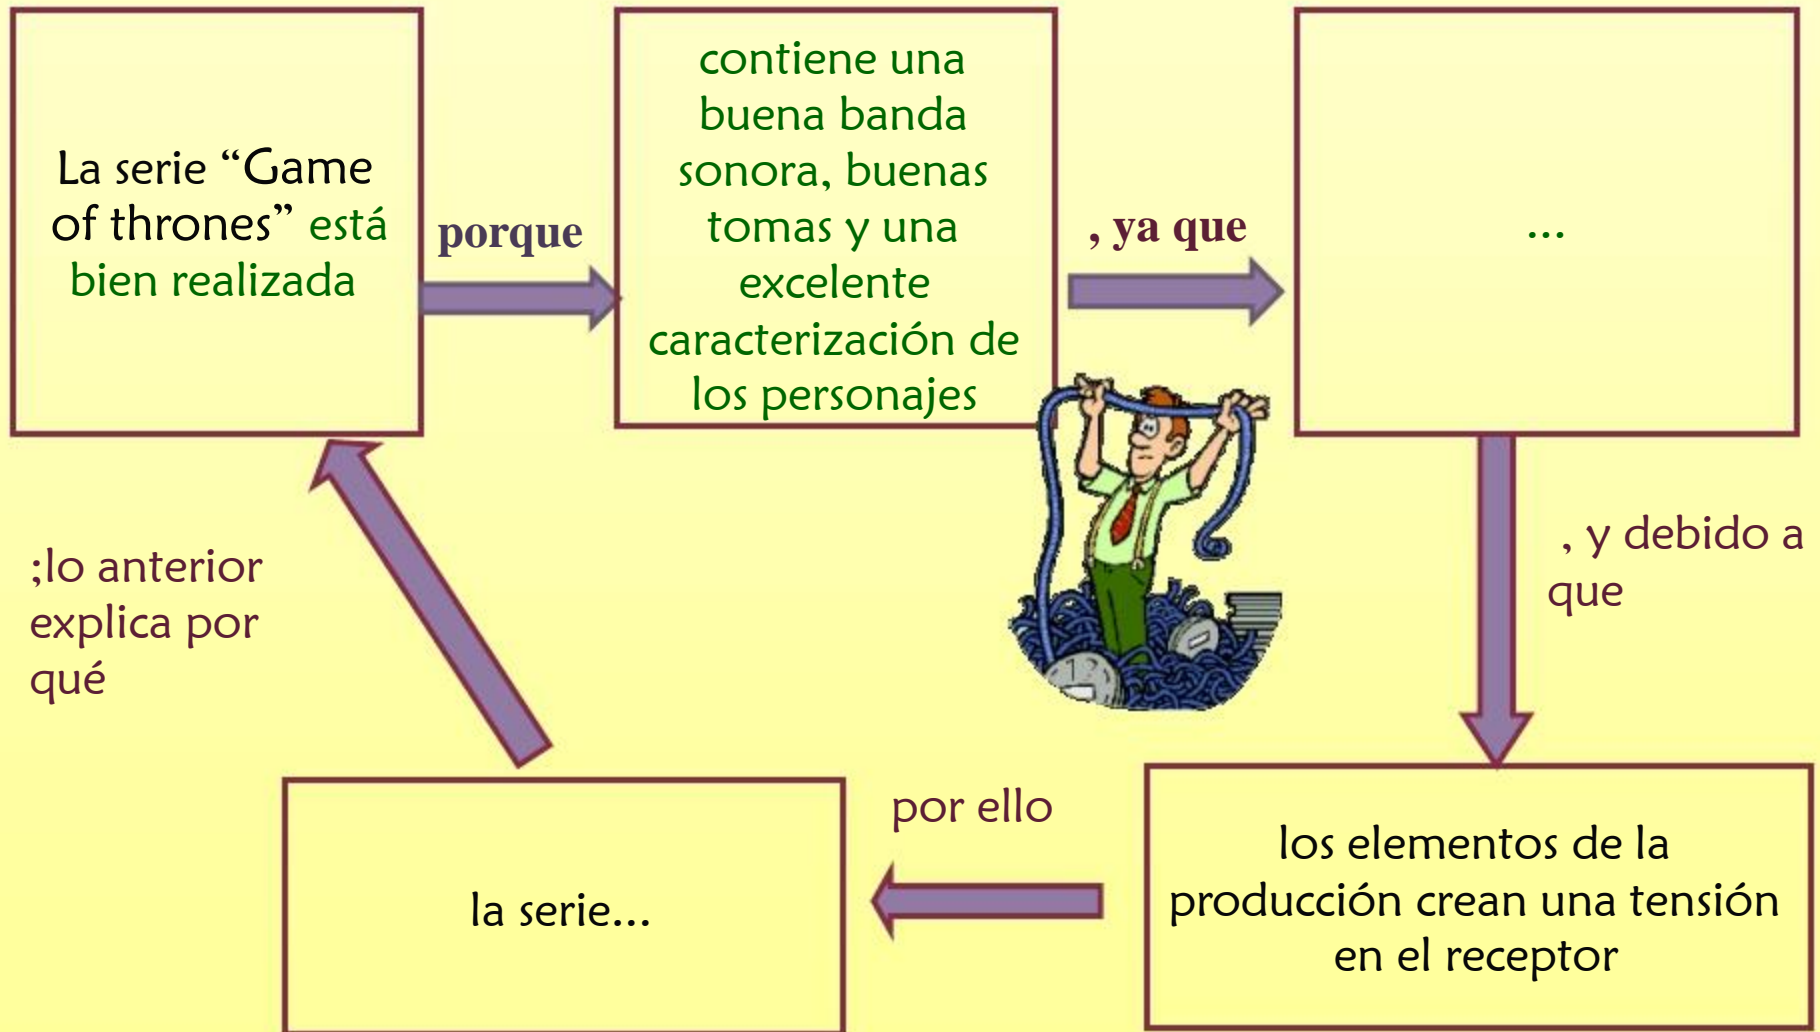 La serie “Game
of thrones” está
bien realizada
porque
contiene una
buena banda
sonora, buenas
tomas y una
excelente
caracterización de
los personajes
, ya que
...
, y debido a
que
los elementos de la
producción crean una tensión
en el receptor
por ello
la serie...
;lo anterior
explica por
qué